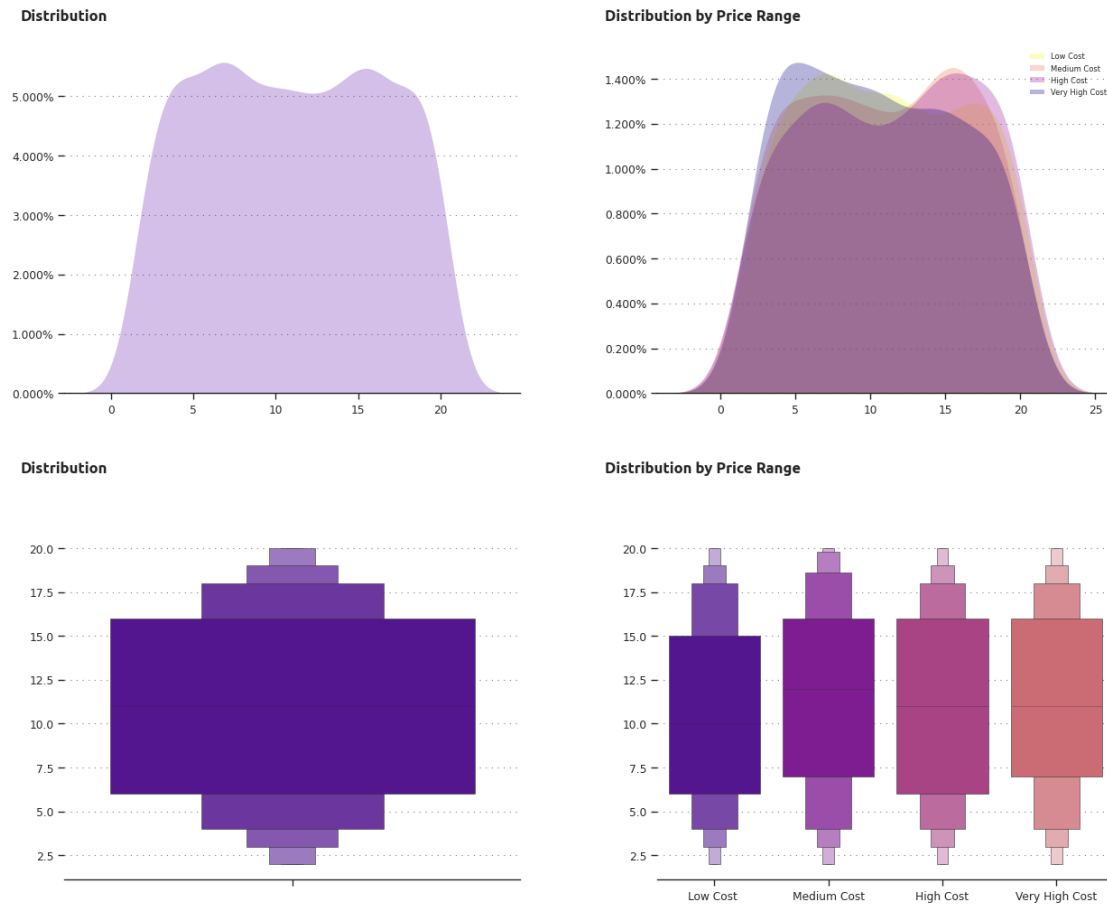 Distribution
5.000%
4.000%
3.000%
2.000%
1.000%
0.000%
0 5 10 15 20
Distribution by Price Range
Low Cost
Medium Cost
High Cost
Very High Cost
1.400%
1.200%
1.000%
0.800%
0.600%
0.400%
0.200%
0.000%
0 5 10 15 20 25
Distribution
20.0
17.5
15.0
12.5
10.0
7.5
5.0
2.5
Distribution by Price Range
20.0
17.5
15.0
12.5
10.0
7.5
5.0
2.5
Low Cost Medium Cost High Cost Very High Cost